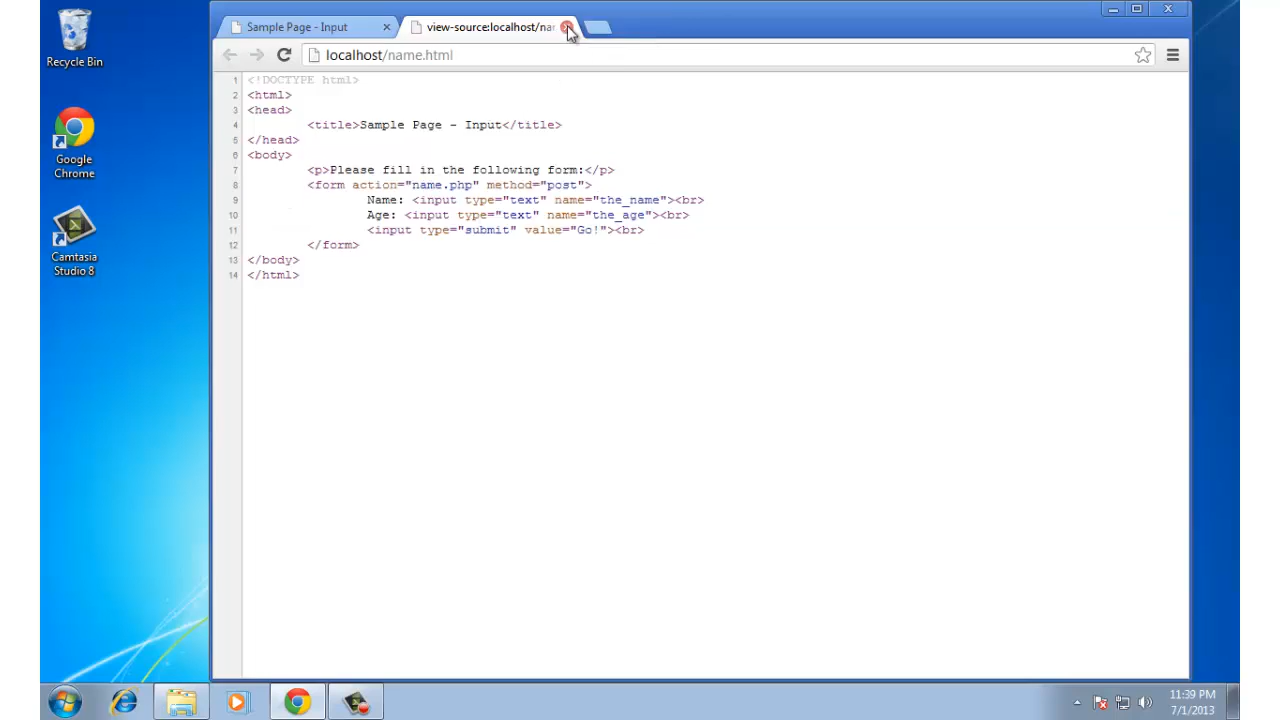 Recycle Bin
Google
Chrome
Camtasia
Studio 8
Sample Page - Input
view-source:localhost/na
localhost/name.html
1 <!DOCTYPE html>
2 <html>
3 <head>
4 <title>Sample Page - Input</title>
5 </head>
6 <body>
7 <p>Please fill in the following form:</p>
8 <form action="name.php" method="post">
9 Name: <input type="text" name="the_name"><br>
10 Age: <input type="text" name="the_age"><br>
11 <input type="submit" value="Go!"><br>
12 </form>
13 </body>
14 </html>
11:39 PM
7/1/2013